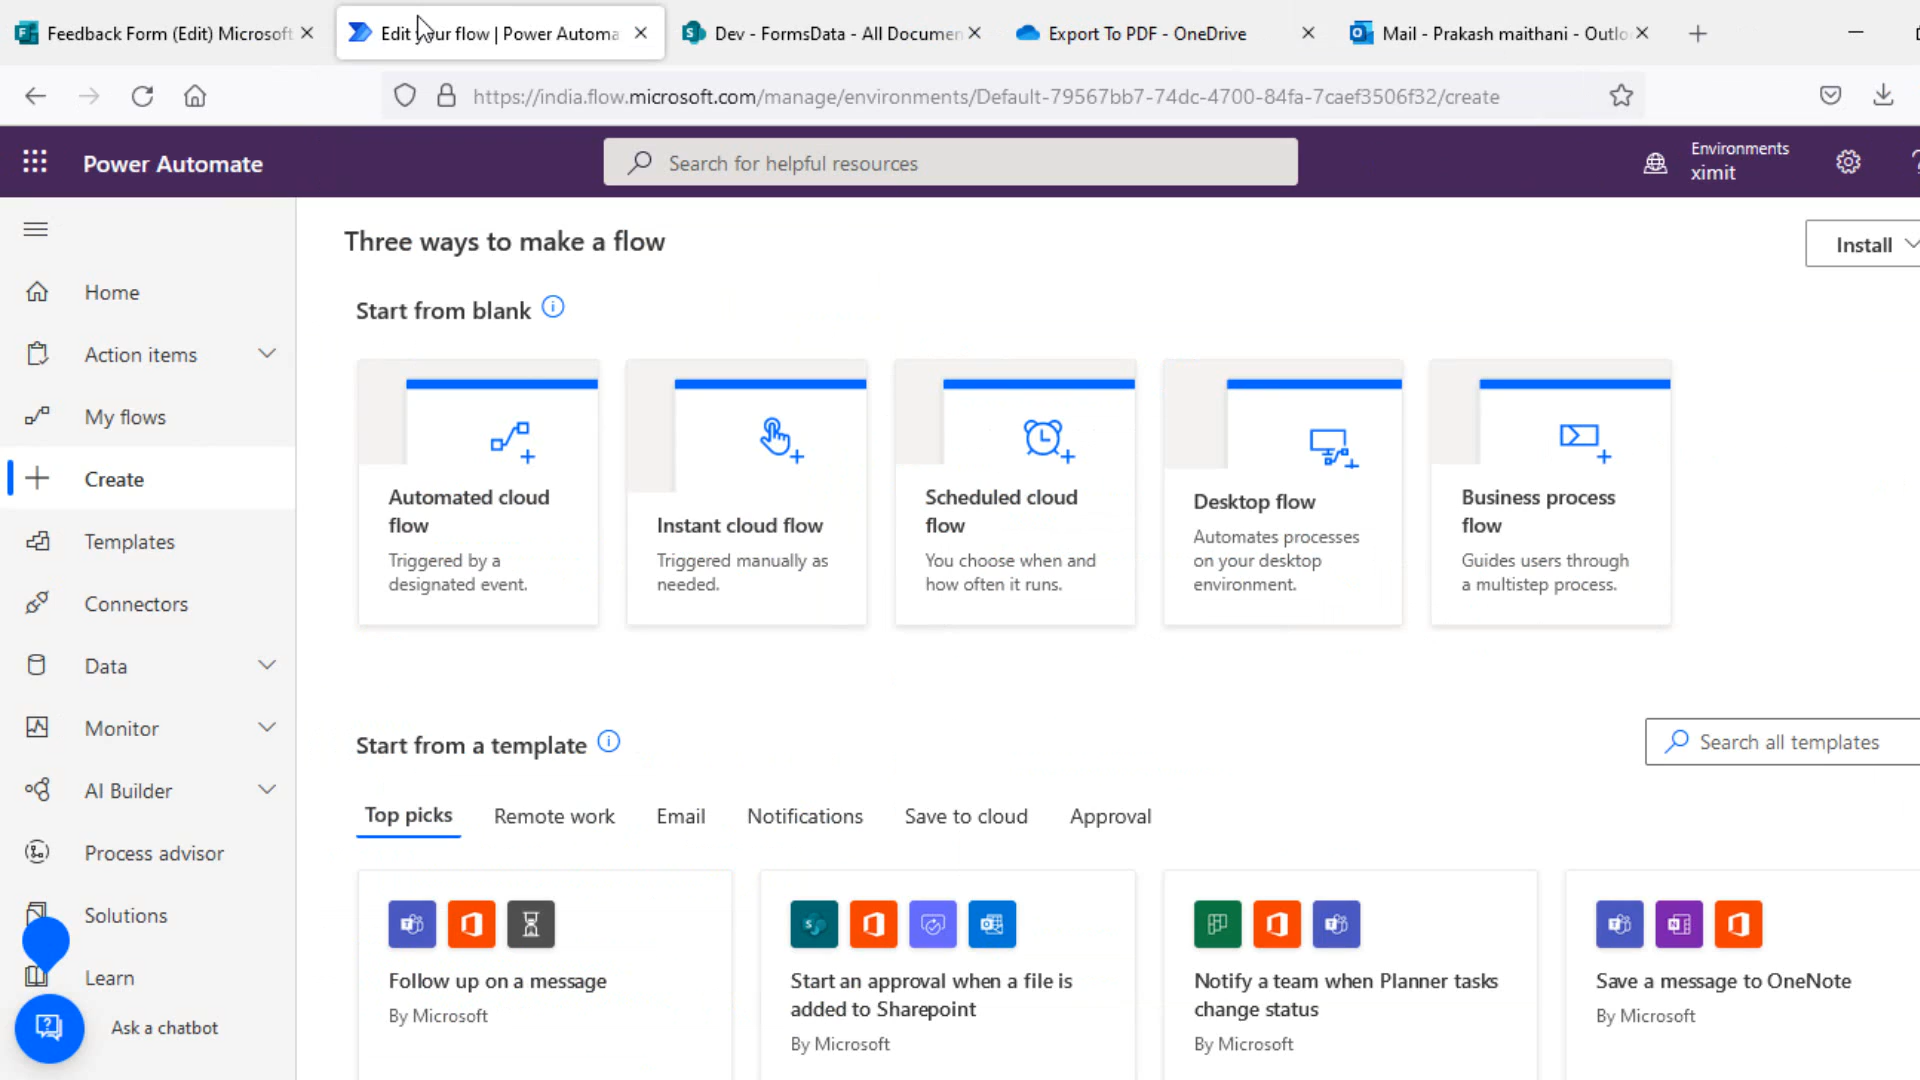 Feedback Form (Edit) Microsoft
Edit your flow | Power Automa
Dev - FormsData - All Documen
Export To PDF - OneDrive
Mail - Prakash maithani - Outlo
https://india.flow.microsoft.com/manage/environments/Default-79567bb7-74dc-4700-84fa-7caef3506f32/create
Power Automate
Search for helpful resources
Environments
ximit
Three ways to make a flow
Install
Home
Action items
My flows
Create
Templates
Connectors
Data
Monitor
AI Builder
Process advisor
Solutions
Learn
Ask a chatbot
Start from blank
Automated cloud
flow
Triggered by a
designated event.
Instant cloud flow
Triggered manually as
needed.
Scheduled cloud
flow
You choose when and
how often it runs.
Desktop flow
Automates processes
on your desktop
environment.
Business process
flow
Guides users through
a multistep process.
Start from a template
Search all templates
Top picks
Remote work
Email
Notifications
Save to cloud
Approval
Follow up on a message
By Microsoft
Start an approval when a file is
added to Sharepoint
By Microsoft
Notify a team when Planner tasks
change status
By Microsoft
Save a message to OneNote
By Microsoft